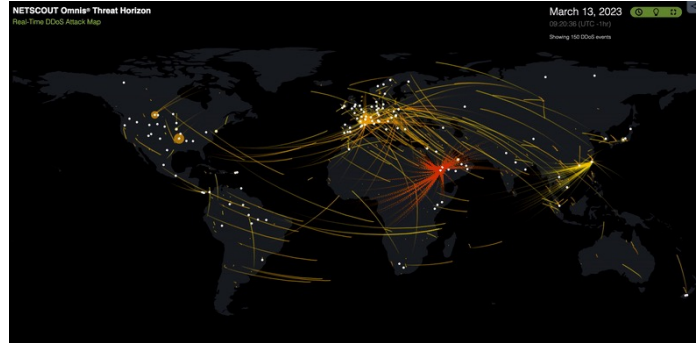 NETSCOUT Omnis® Threat Horizon
Real-Time DDoS Attack Map
March 13, 2023
09:20:36 (UTC -1hr)
Showing 150 DDoS events